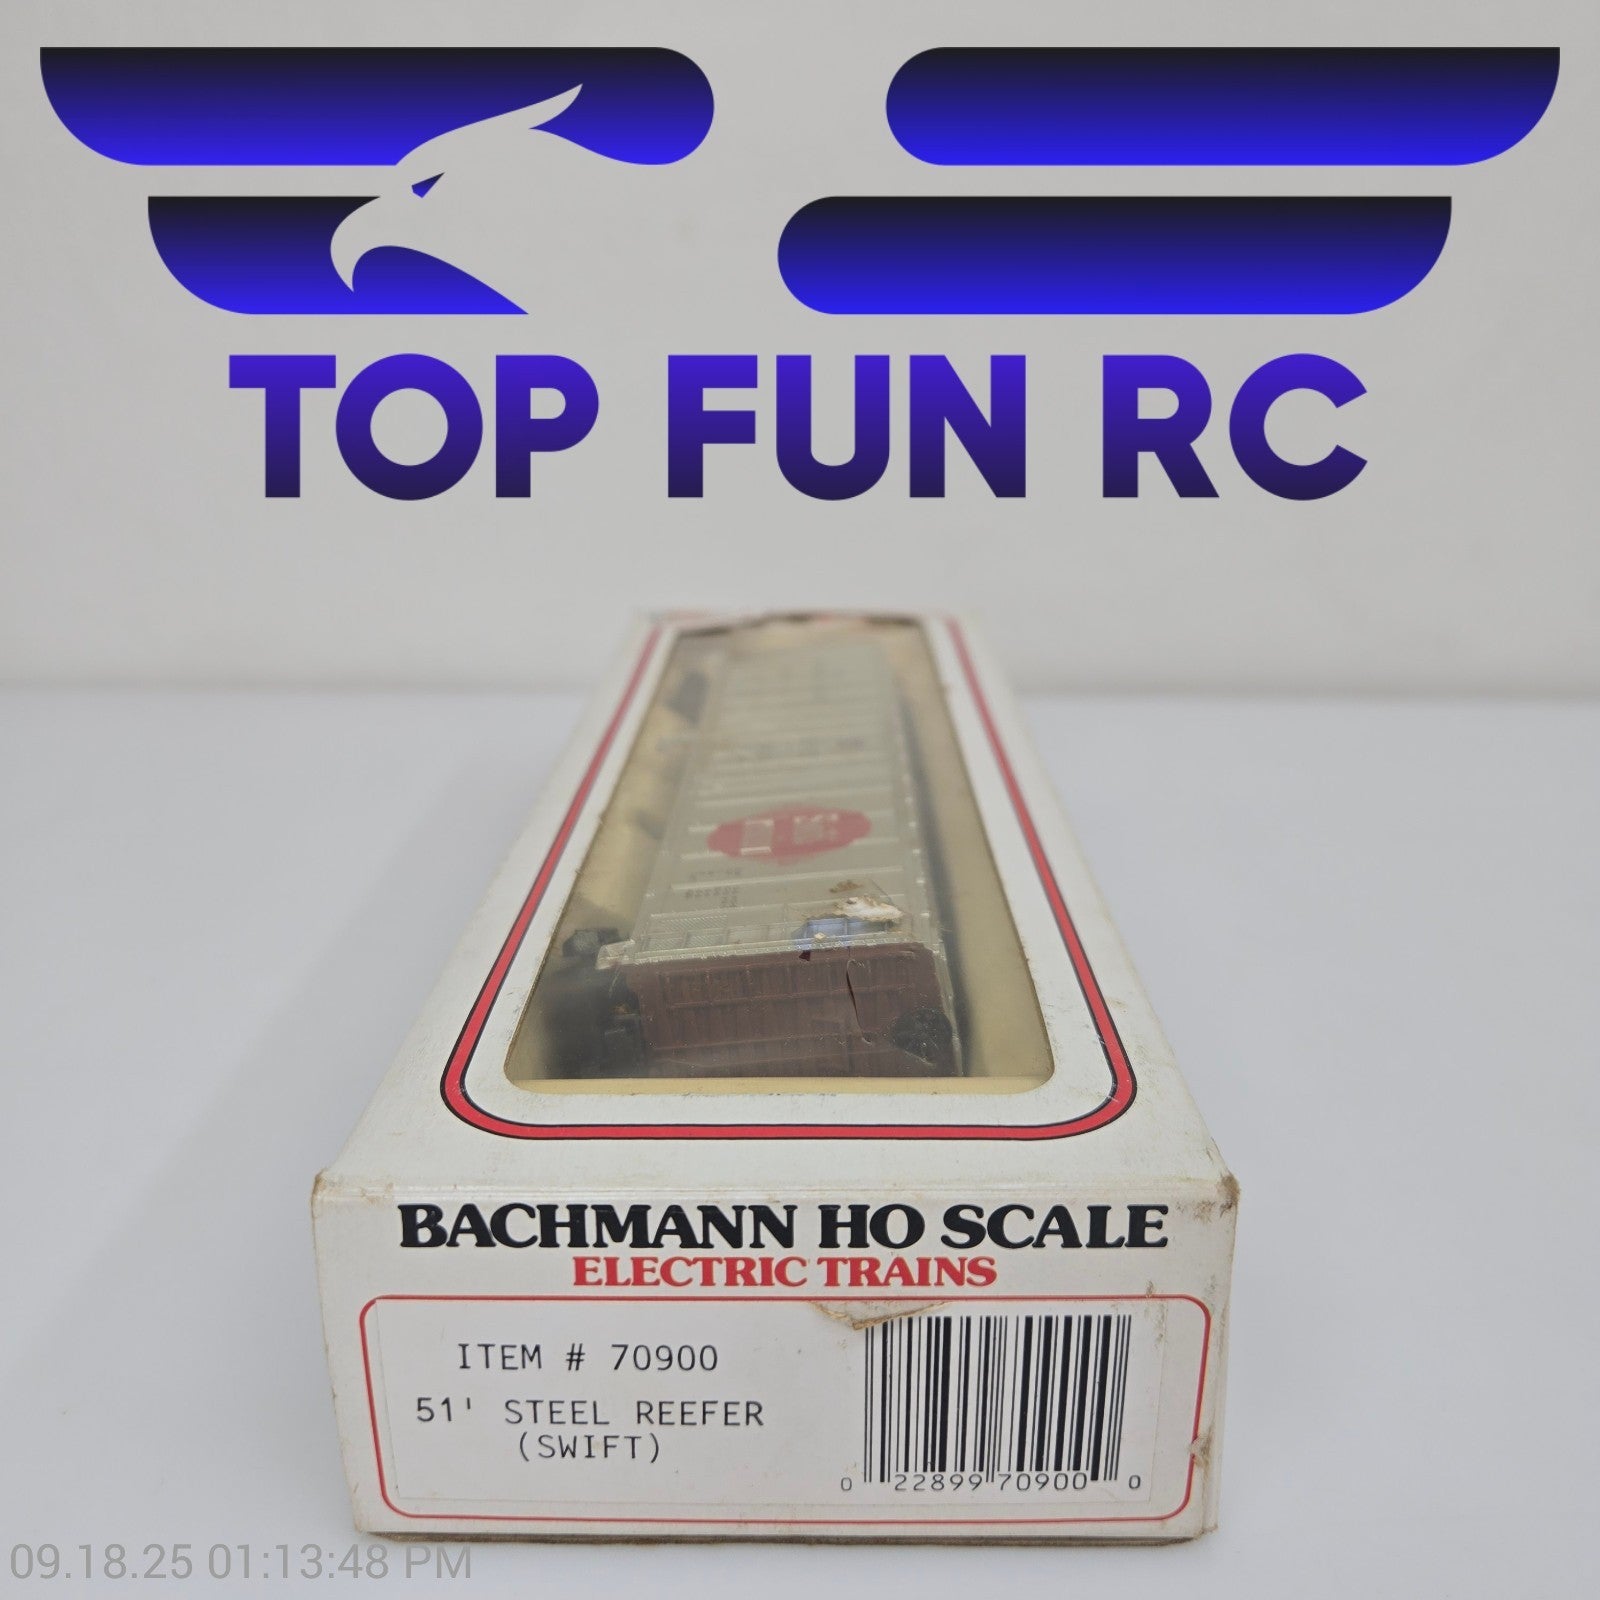 TOP FUN RC
BACHMANN HO SCALE
ELECTRIC TRAINS
ITEM # 70900
51' STEEL REEFER
(SWIFT)
0 22899 70900 0
09.18.25 01:13:48 PM